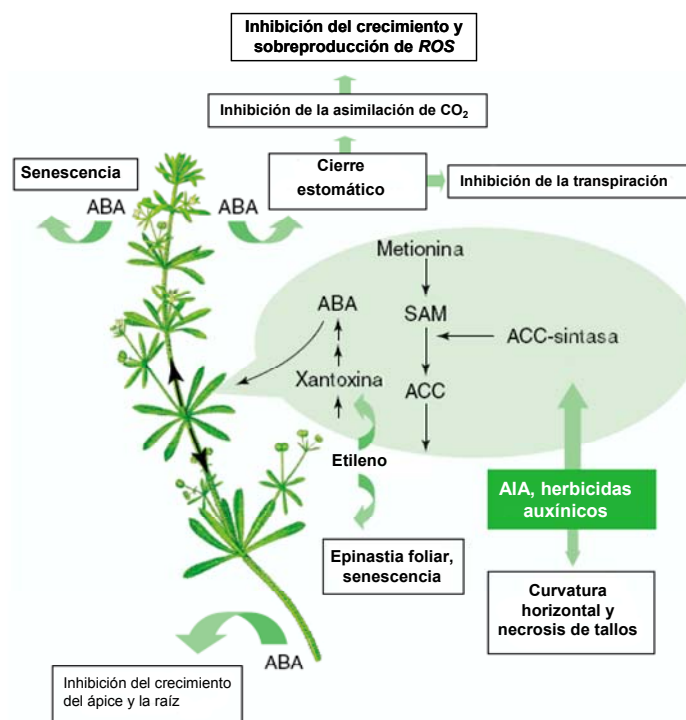 Inhibición del crecimiento y
sobreproducción de ROS
Inhibición de la asimilación de CO₂
Senescencia
Cierre
estomático
Inhibición de la transpiración
ABA
ABA
Metionina
ABA
SAM
ACC-sintasa
Xantoxina
ACC
Etileno
AIA, herbicidas
auxínicos
Epinastia foliar,
senescencia
Curvatura
horizontal y
necrosis de tallos
ABA
Inhibición del crecimiento
del ápice y la raíz